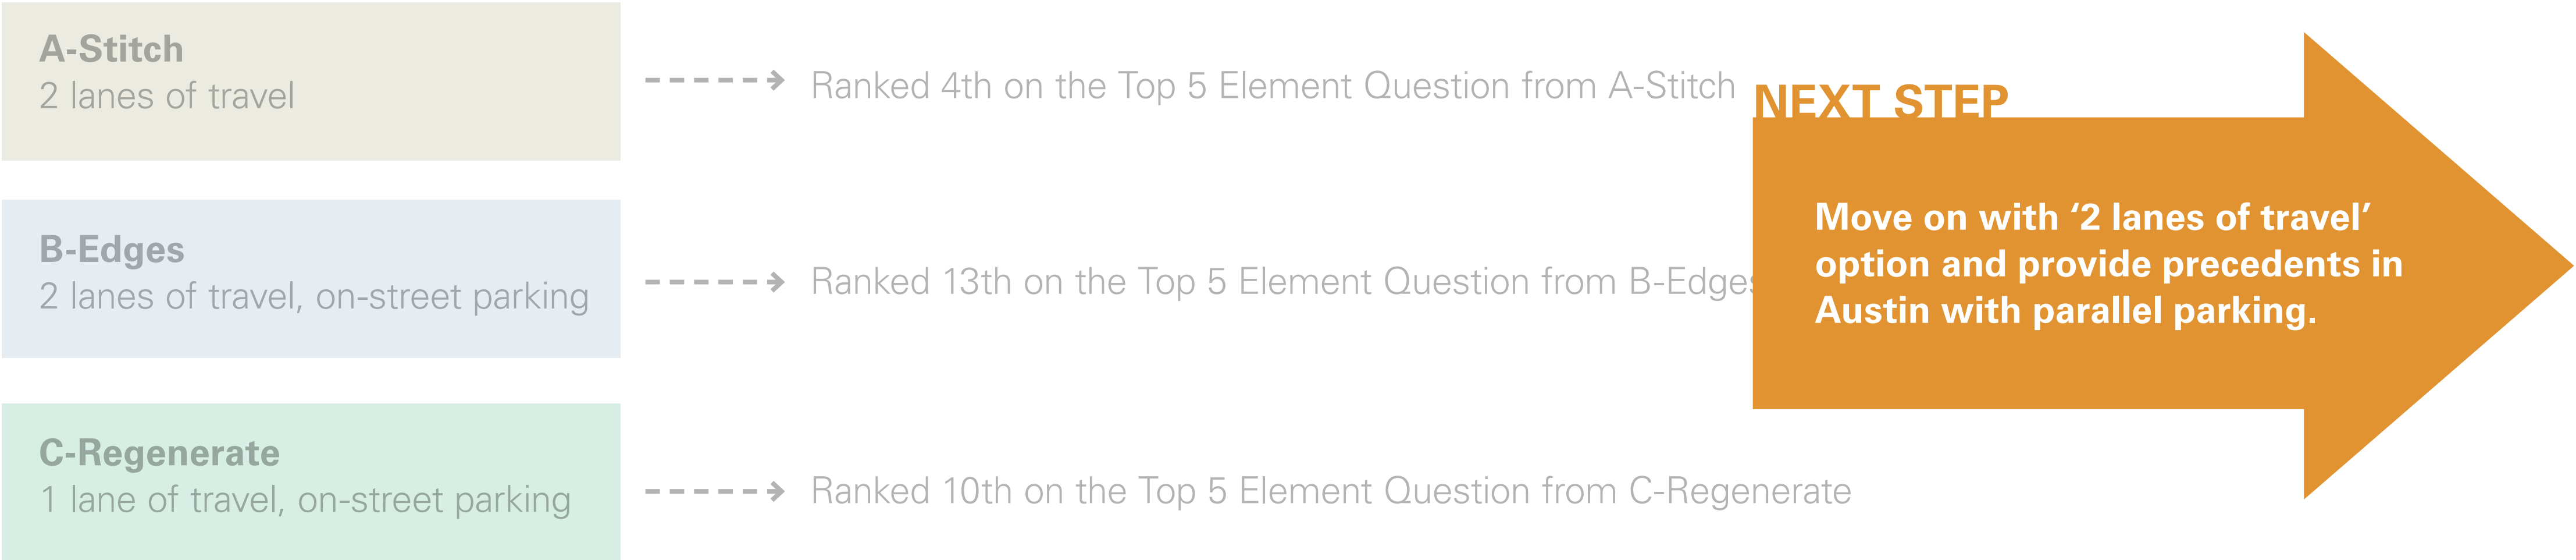 A-Stitch
2 lanes of travel
Ranked 4th on the Top 5 Element Question from A-Stitch
B-Edges
2 lanes of travel, on-street parking
Ranked 13th on the Top 5 Element Question from B-Edges
C-Regenerate
1 lane of travel, on-street parking
Ranked 10th on the Top 5 Element Question from C-Regenerate
NEXT STEP
Move on with ‘2 lanes of travel’
option and provide precedents in
Austin with parallel parking.